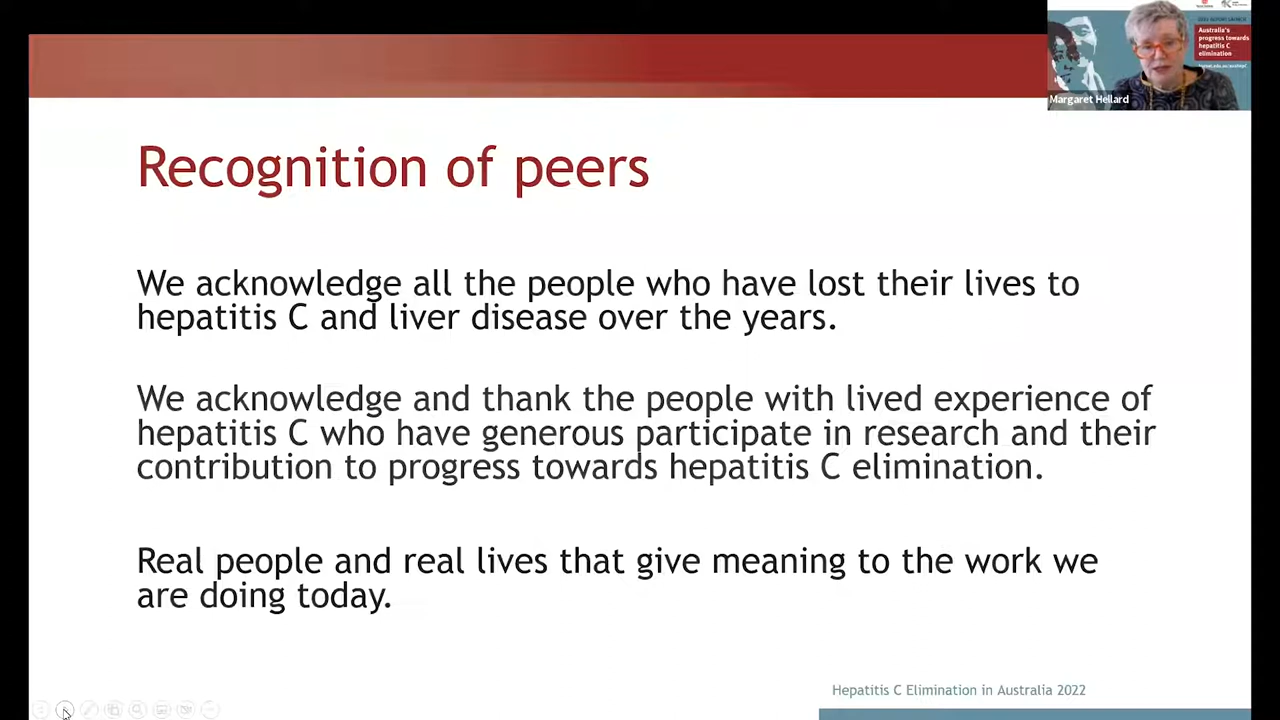 Recognition of peers
We acknowledge all the people who have lost their lives to
hepatitis C and liver disease over the years.
We acknowledge and thank the people with lived experience of
hepatitis C who have generous participate in research and their
contribution to progress towards hepatitis C elimination.
Real people and real lives that give meaning to the work we
are doing today.
Hepatitis C Elimination in Australia 2022
Australia's
progress towards
hepatitis C
elimination
Margaret Hellard